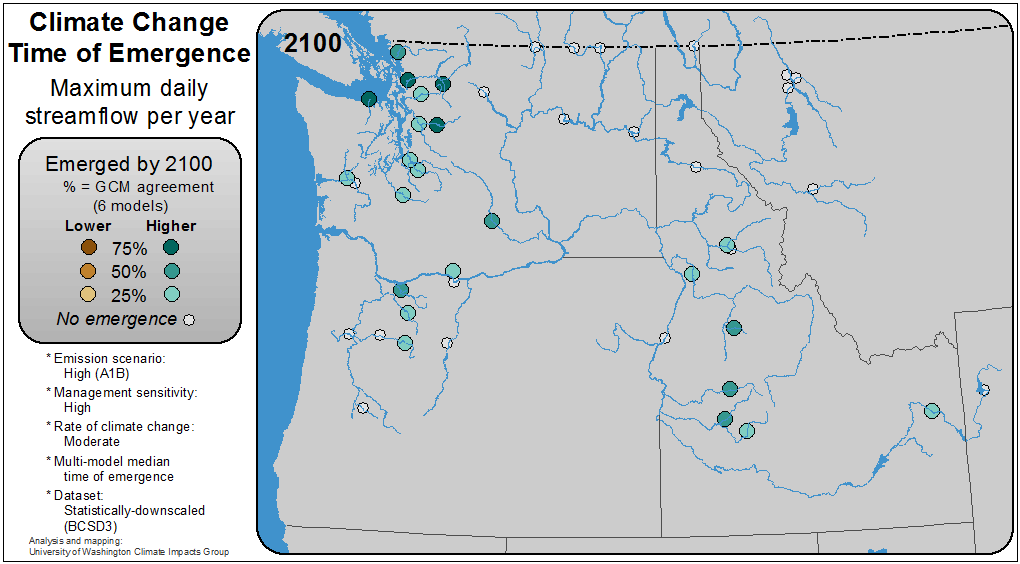 Climate Change
Time of Emergence
Maximum daily
streamflow per year
Emerged by 2100
% = GCM agreement
(6 models)
Lower Higher
75%
50%
25%
No emergence
* Emission scenario:
High (A1B)
* Management sensitivity:
High
* Rate of climate change:
Moderate
* Multi-model median
time of emergence
* Dataset:
Statistically-downscaled
(BCSD3)
Analysis and mapping:
University of Washington Climate Impacts Group
2100